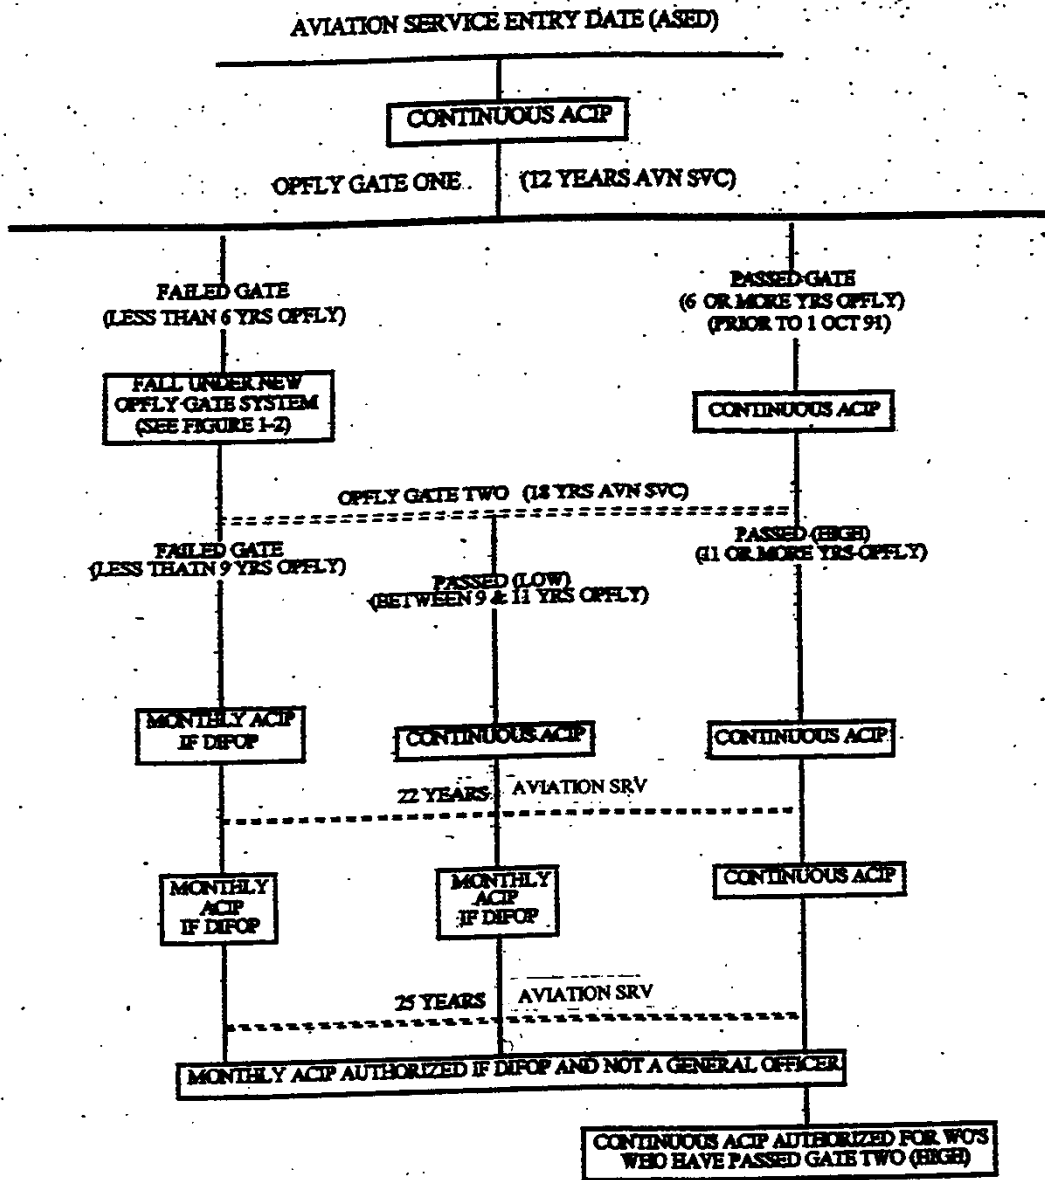 AVIATION SERVICE ENTRY DATE (ASED)
CONTINUOUS ACIP
OPFLY GATE ONE (12 YEARS AVN SVC)
FAILED GATE
(LESS THAN 6 YRS OPFLY)
PASSED GATE
(6 OR MORE YRS OPFLY)
(PRIOR TO 1 OCT 91)
FALL UNDER NEW
OPFLY GATE SYSTEM
(SEE FIGURE 1-2)
CONTINUOUS ACIP
OPFLY GATE TWO (18 YRS AVN SVC)
FAILED GATE
(LESS THATN 9 YRS OPFLY)
PASSED (LOW)
(BETWEEN 9 & 11 YRS OPFLY)
PASSED (HIGH)
(11 OR MORE YRS OPFLY)
MONTHLY ACIP
IF DIFOP
CONTINUOUS ACIP
CONTINUOUS ACIP
22 YEARS AVIATION SRV
MONTHLY
ACIP
IF DIFOP
MONTHLY
ACIP
IF DIFOP
CONTINUOUS ACIP
25 YEARS AVIATION SRV
MONTHLY ACIP AUTHORIZED IF DIFOP AND NOT A GENERAL OFFICER
CONTINUOUS ACIP AUTHORIZED FOR WO'S
WHO HAVE PASSED GATE TWO (HIGH)